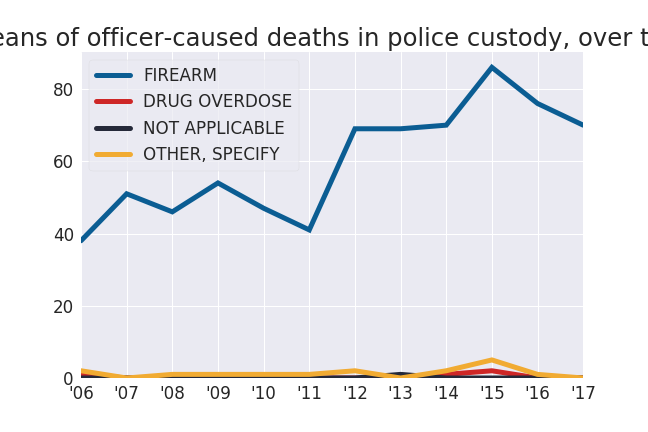 of officer-caused deaths in police custody, over
FIREARM
DRUG OVERDOSE
NOT APPLICABLE
OTHER, SPECIFY
80
60
40
20
0
'06 '07 '08 '09 '10 '11 '12 '13 '14 '15 '16 '17